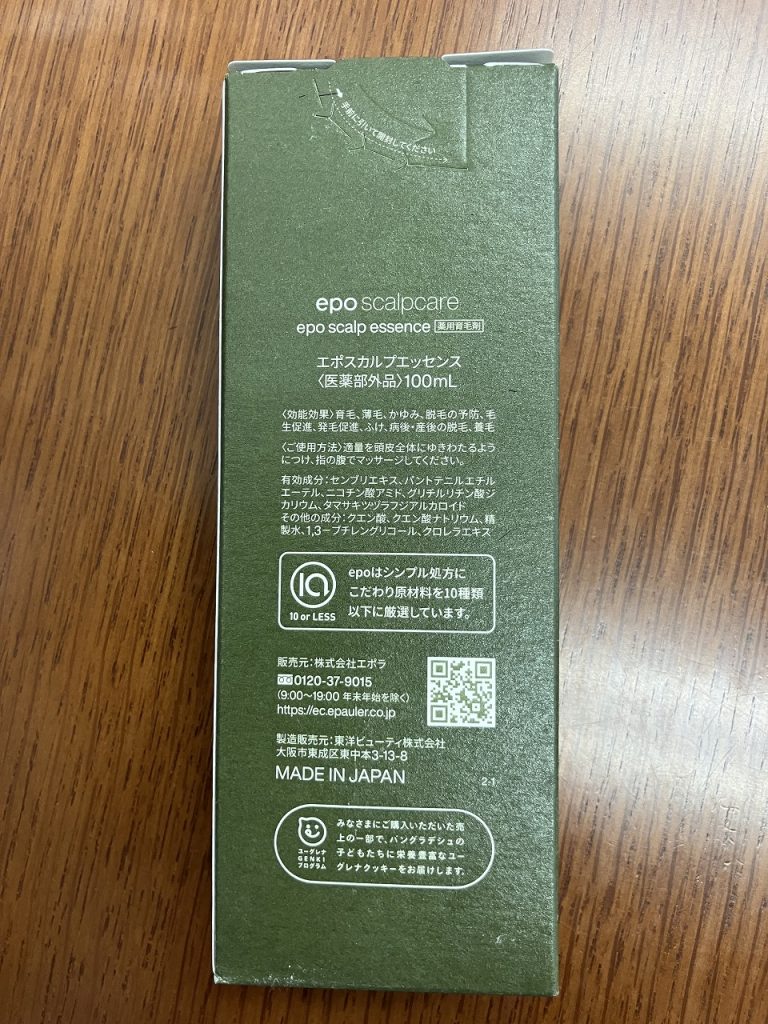 手前に引いて開封してください
epo scalpcare
epo scalp essence 薬用育毛剤
エポスカルプエッセンス
〈医薬部外品〉100mL
〈効能効果〉育毛、薄毛、かゆみ、脱毛の予防、毛
生促進、発毛促進、ふけ、病後・産後の脱毛、養毛
〈ご使用方法〉適量を頭皮全体にゆきわたるよう
につけ、指の腹でマッサージしてください。
有効成分：センブリエキス、パントテニルエチル
エーテル、ニコチン酸アミド、グリチルリチン酸ジ
カリウム、タマサキツヅラフジアルカロイド
その他の成分：クエン酸、クエン酸ナトリウム、精
製水、1,3－ブチレングリコール、クロレラエキス
10 or LESS
epoはシンプル処方に
こだわり原材料を10種類
以下に厳選しています。
販売元：株式会社エポラ
0120-37-9015
（9:00〜19:00 年末年始を除く）
https://ec.epauler.co.jp
製造販売元：東洋ビューティ株式会社
大阪市東成区東中本3-13-8
MADE IN JAPAN
2-1
ユーグレナ
GENKI
プログラム
みなさまにご購入いただいた売
上の一部で、バングラデシュの
子どもたちに栄養豊富なユー
グレナクッキーをお届けします。